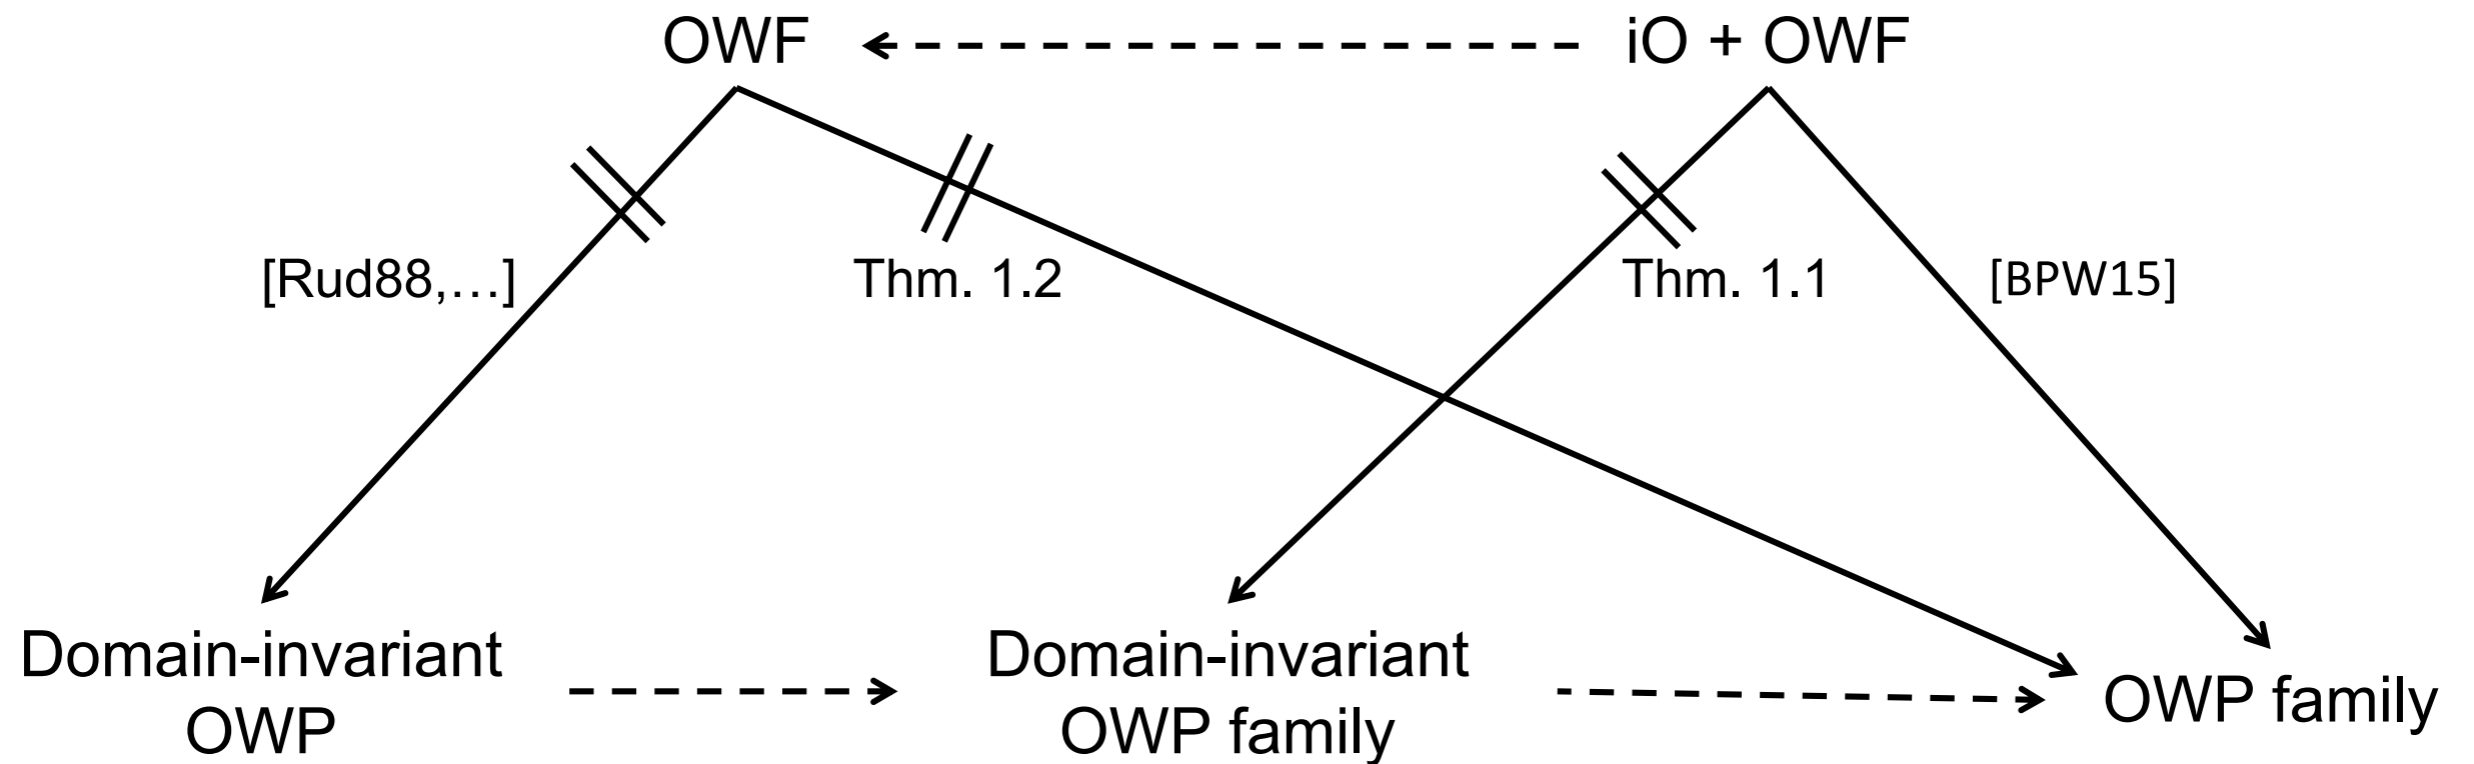 OWF
iO + OWF
[Rud88,...]
Thm. 1.2
Thm. 1.1
[BPW15]
Domain-invariant
OWP
Domain-invariant
OWP family
OWP family